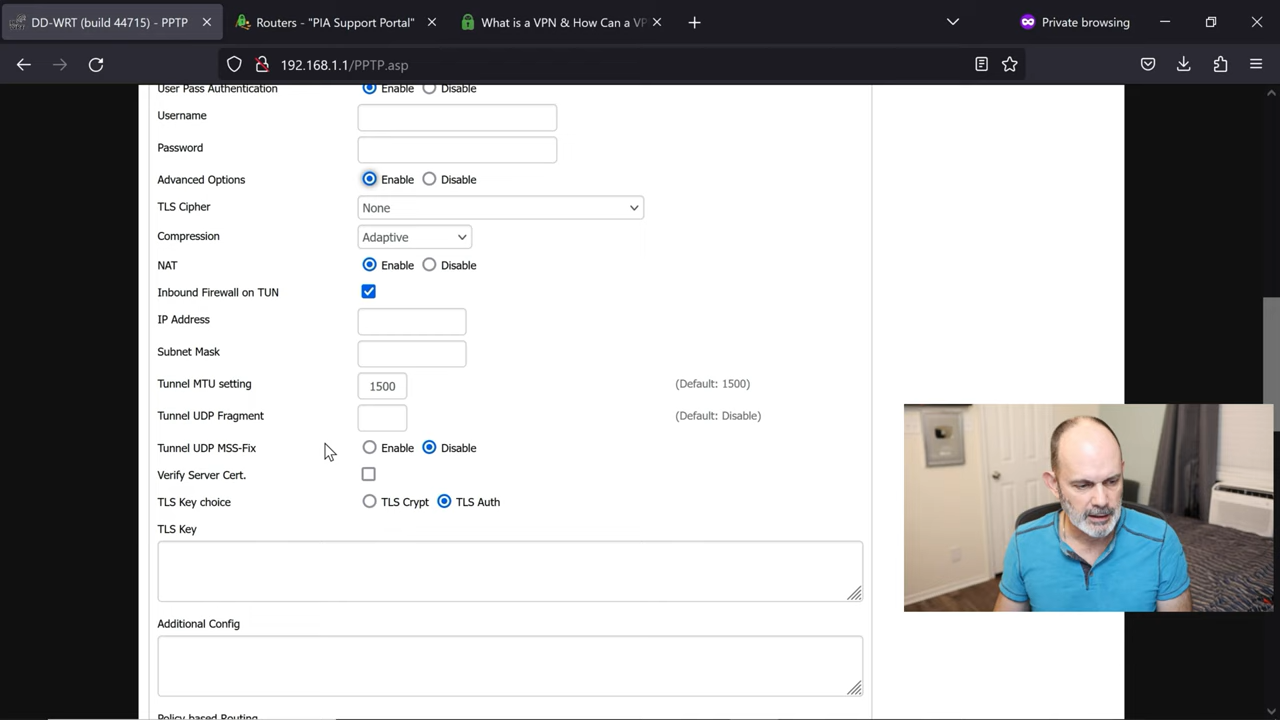 DD-WRT (build 44715) - PPTP
Routers - "PIA Support Portal"
What is a VPN & How Can a VP
Private browsing
192.168.1.1/PPTP.asp
User Pass Authentication Enable Disable
Username
Password
Advanced Options Enable Disable
TLS Cipher None
Compression Adaptive
NAT Enable Disable
Inbound Firewall on TUN
IP Address
Subnet Mask
Tunnel MTU setting 1500 (Default: 1500)
Tunnel UDP Fragment (Default: Disable)
Tunnel UDP MSS-Fix Enable Disable
Verify Server Cert.
TLS Key choice TLS Crypt TLS Auth
TLS Key
Additional Config
Policy based Routing